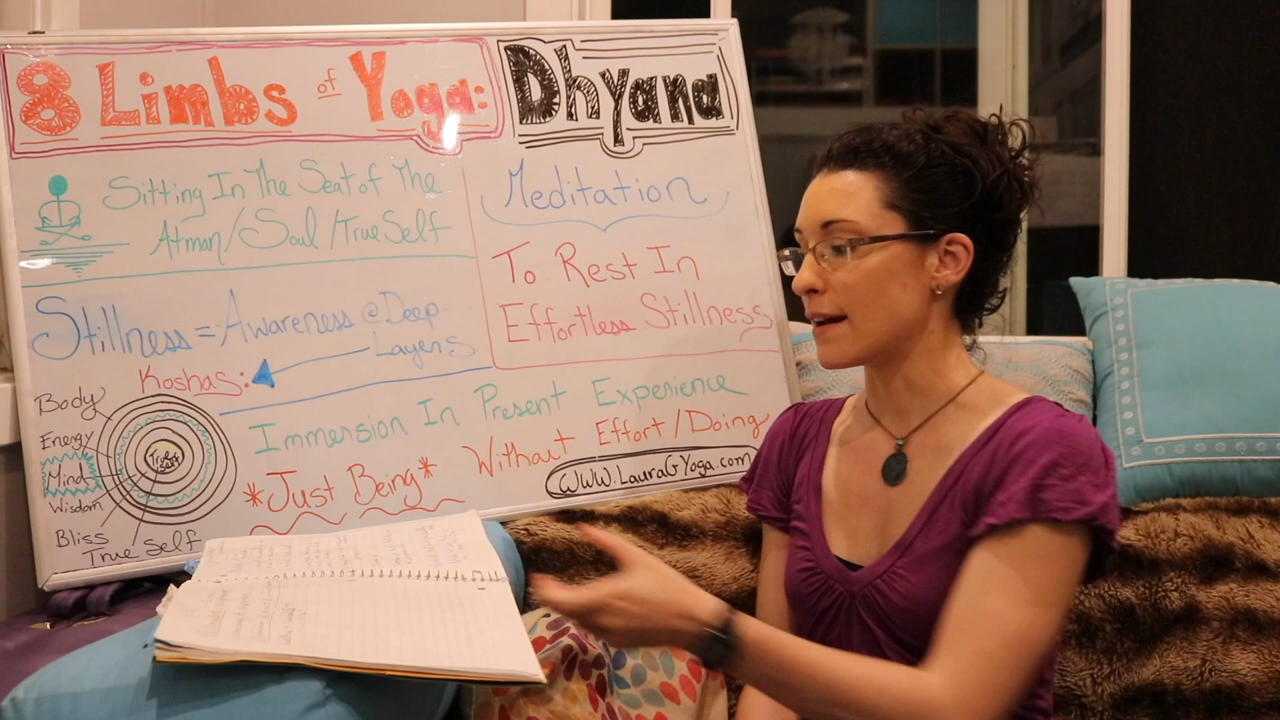 8 Limbs of Yoga:
Dhyana
Sitting In The Seat of The
Atman/Soul/True Self
Meditation
To Rest In
Effortless Stillness
Stillness = Awareness @ Deep
Layers
Koshas:
Body
Energy
Mind
Wisdom
Bliss
True Self
True Self
Immersion In Present Experience
Without Effort/Doing
*Just Being*
WWW.LauraGYoga.com